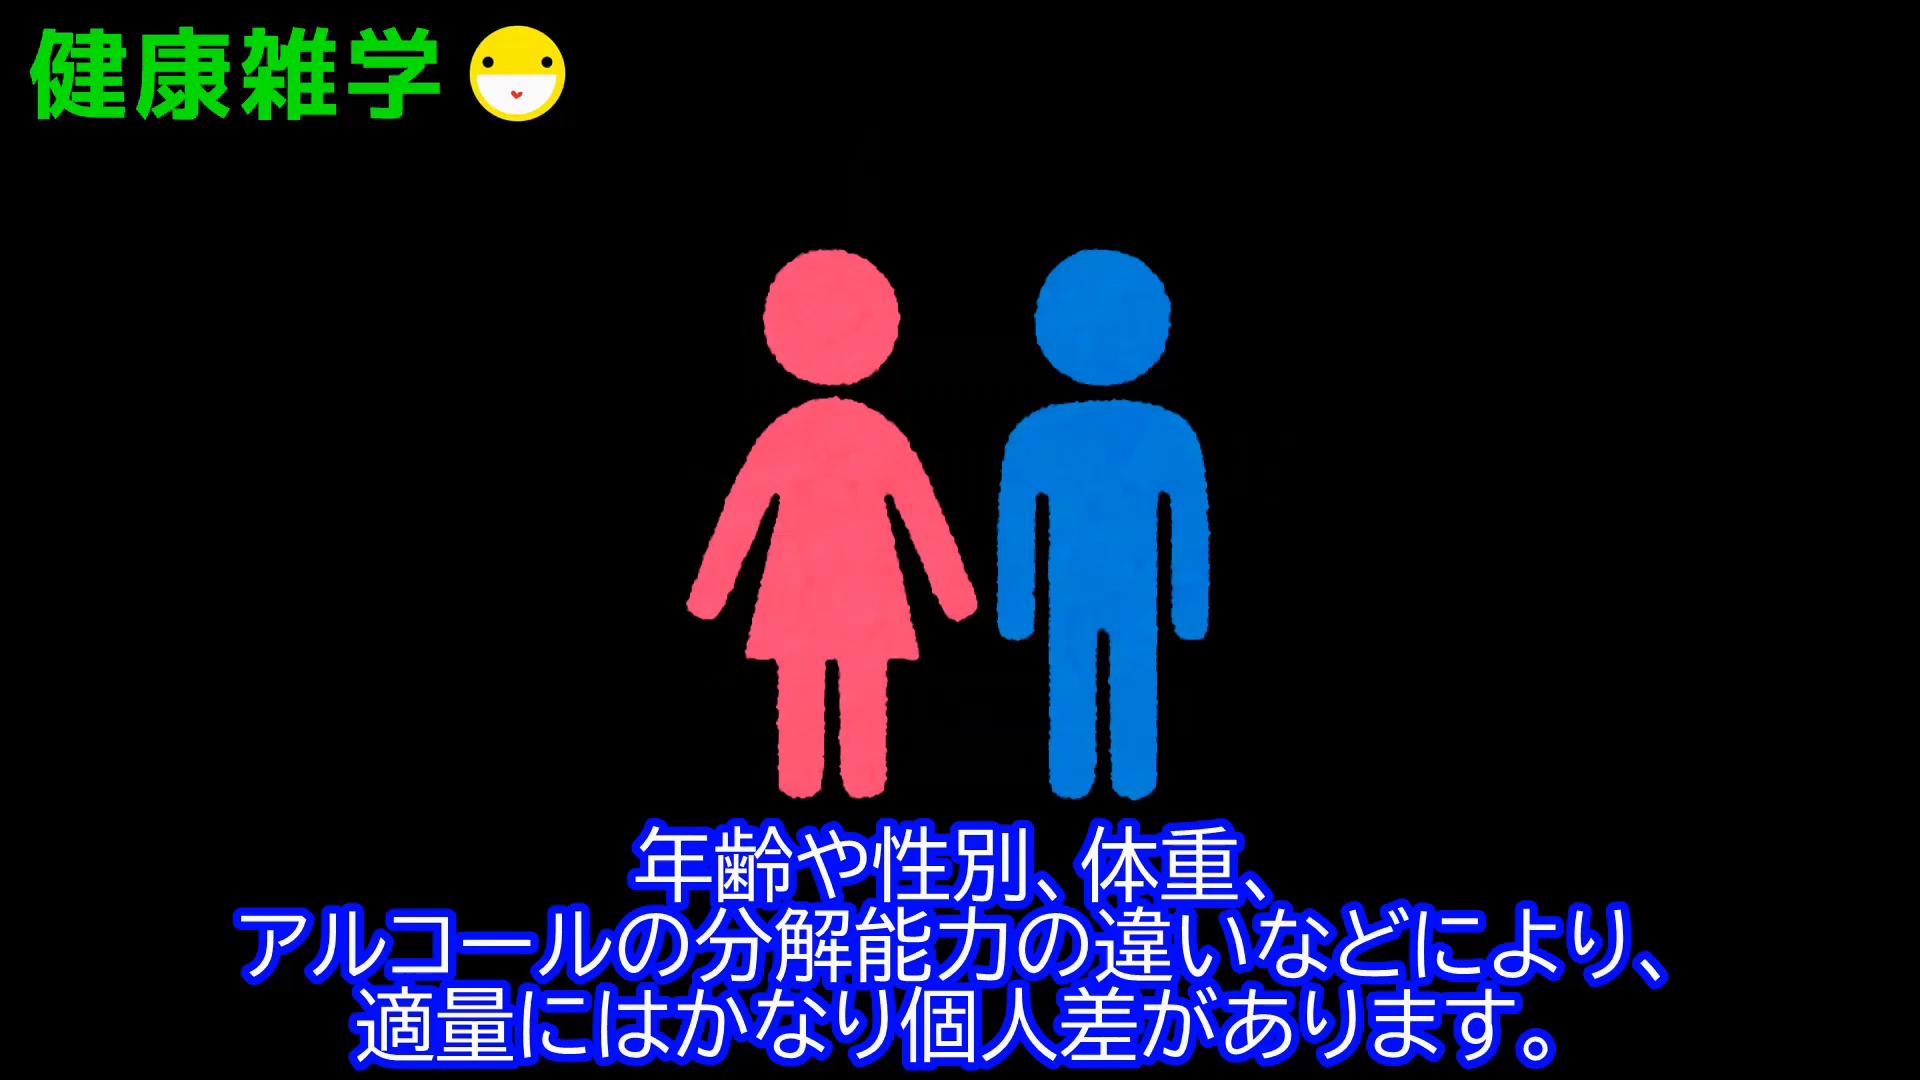 健康雑学
年齢や性別、体重、
アルコールの分解能力の違いなどにより、
適量にはかなり個人差があります。